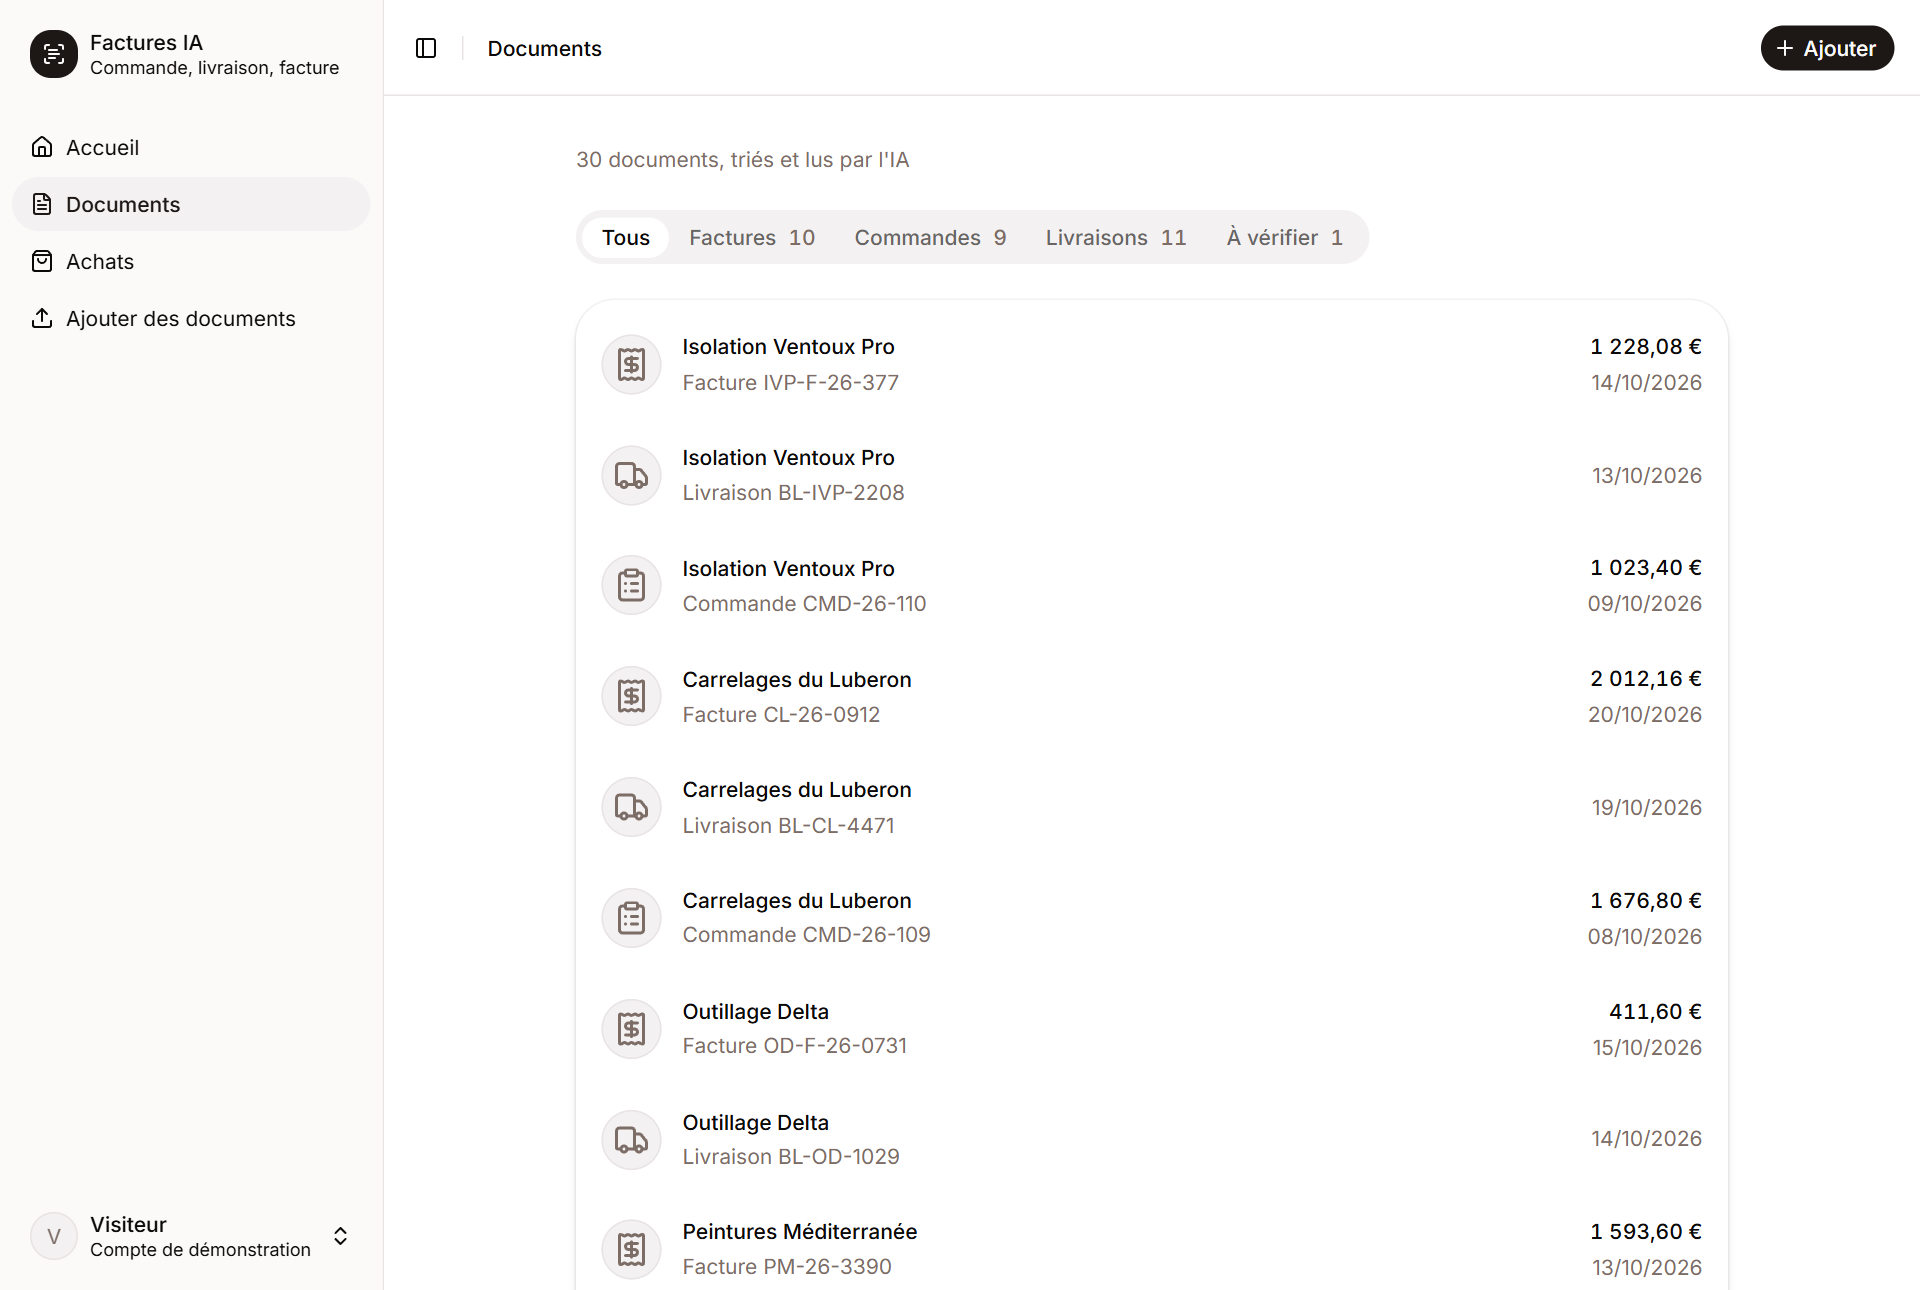 Factures IA
Commande, livraison, facture
Accueil
Documents
Achats
Ajouter des documents
Visiteur
Compte de démonstration
V
Documents
Ajouter
30 documents, triés et lus par l'IA
Tous Factures 10 Commandes 9 Livraisons 11 À vérifier 1
Isolation Ventoux Pro 1 228,08 €
Facture IVP-F-26-377 14/10/2026
Isolation Ventoux Pro
Livraison BL-IVP-2208 13/10/2026
Isolation Ventoux Pro 1 023,40 €
Commande CMD-26-110 09/10/2026
Carrelages du Luberon 2 012,16 €
Facture CL-26-0912 20/10/2026
Carrelages du Luberon
Livraison BL-CL-4471 19/10/2026
Carrelages du Luberon 1 676,80 €
Commande CMD-26-109 08/10/2026
Outillage Delta 411,60 €
Facture OD-F-26-0731 15/10/2026
Outillage Delta
Livraison BL-OD-1029 14/10/2026
Peintures Méditerranée 1 593,60 €
Facture PM-26-3390 13/10/2026